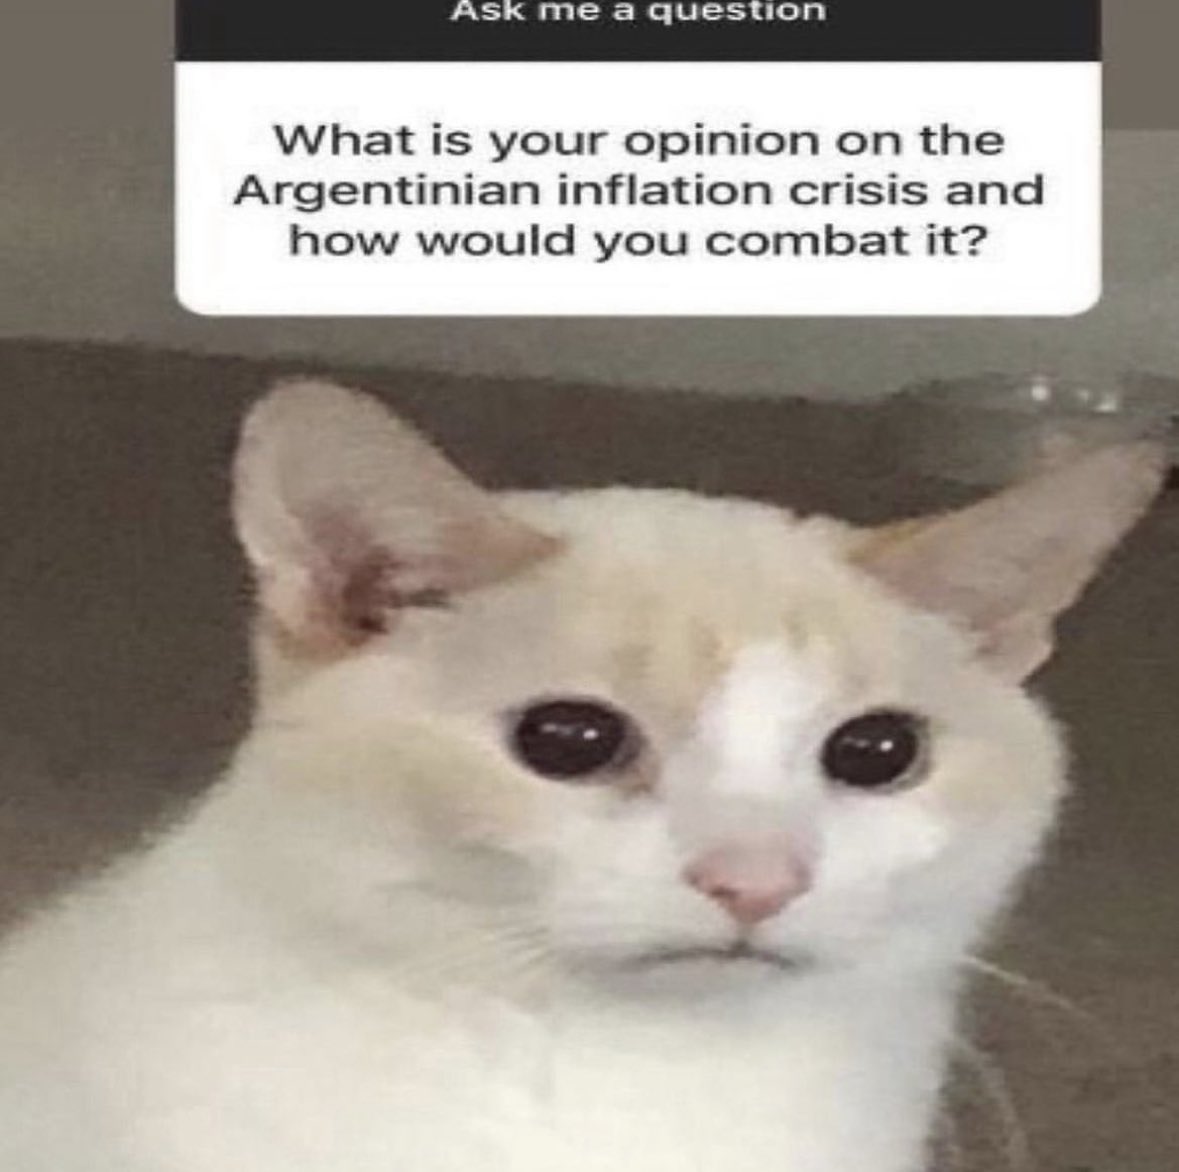 Ask me a question
What is your opinion on the
Argentinian inflation crisis and
how would you combat it?